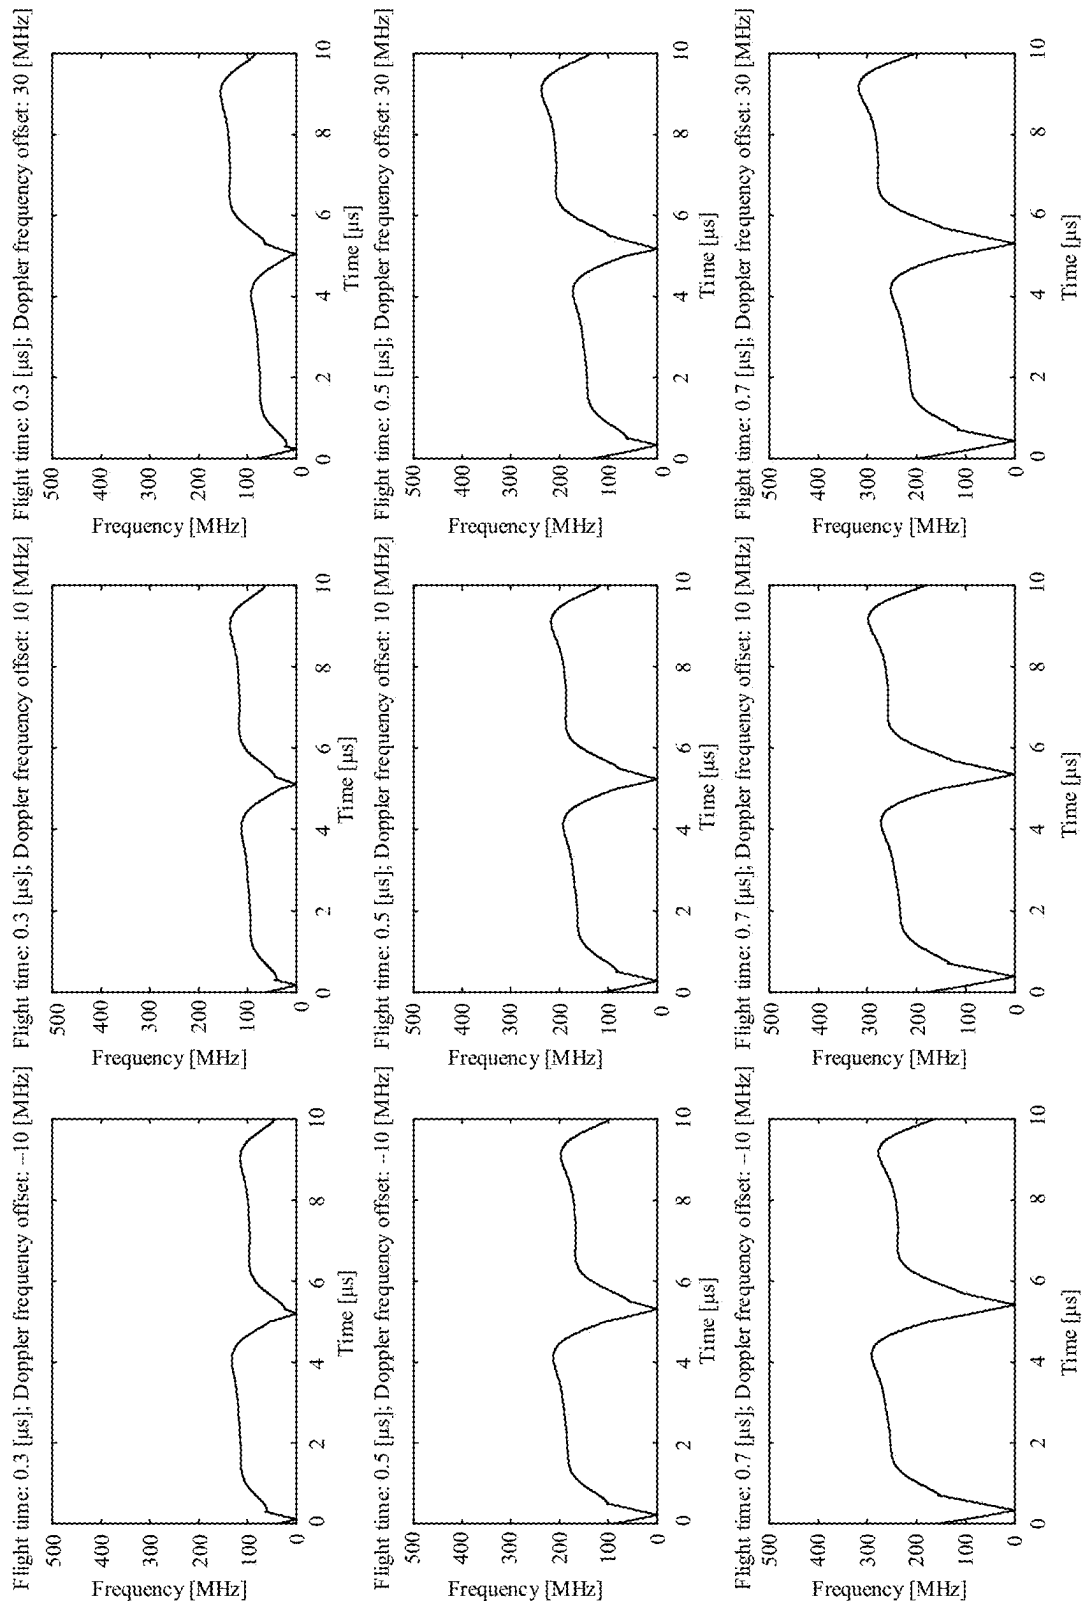 Flight time: 0.3 [μs]; Doppler frequency offset: –10 [MHz]
Frequency [MHz]
500
400
300
200
100
0
0 2 4 6 8 10
Time [μs]
Flight time: 0.3 [μs]; Doppler frequency offset: 10 [MHz]
Frequency [MHz]
500
400
300
200
100
0
0 2 4 6 8 10
Time [μs]
Flight time: 0.3 [μs]; Doppler frequency offset: 30 [MHz]
Frequency [MHz]
500
400
300
200
100
0
0 2 4 6 8 10
Time [μs]
Flight time: 0.5 [μs]; Doppler frequency offset: –10 [MHz]
Frequency [MHz]
500
400
300
200
100
0
0 2 4 6 8 10
Time [μs]
Flight time: 0.5 [μs]; Doppler frequency offset: 10 [MHz]
Frequency [MHz]
500
400
300
200
100
0
0 2 4 6 8 10
Time [μs]
Flight time: 0.5 [μs]; Doppler frequency offset: 30 [MHz]
Frequency [MHz]
500
400
300
200
100
0
0 2 4 6 8 10
Time [μs]
Flight time: 0.7 [μs]; Doppler frequency offset: –10 [MHz]
Frequency [MHz]
500
400
300
200
100
0
0 2 4 6 8 10
Time [μs]
Flight time: 0.7 [μs]; Doppler frequency offset: 10 [MHz]
Frequency [MHz]
500
400
300
200
100
0
0 2 4 6 8 10
Time [μs]
Flight time: 0.7 [μs]; Doppler frequency offset: 30 [MHz]
Frequency [MHz]
500
400
300
200
100
0
0 2 4 6 8 10
Time [μs]